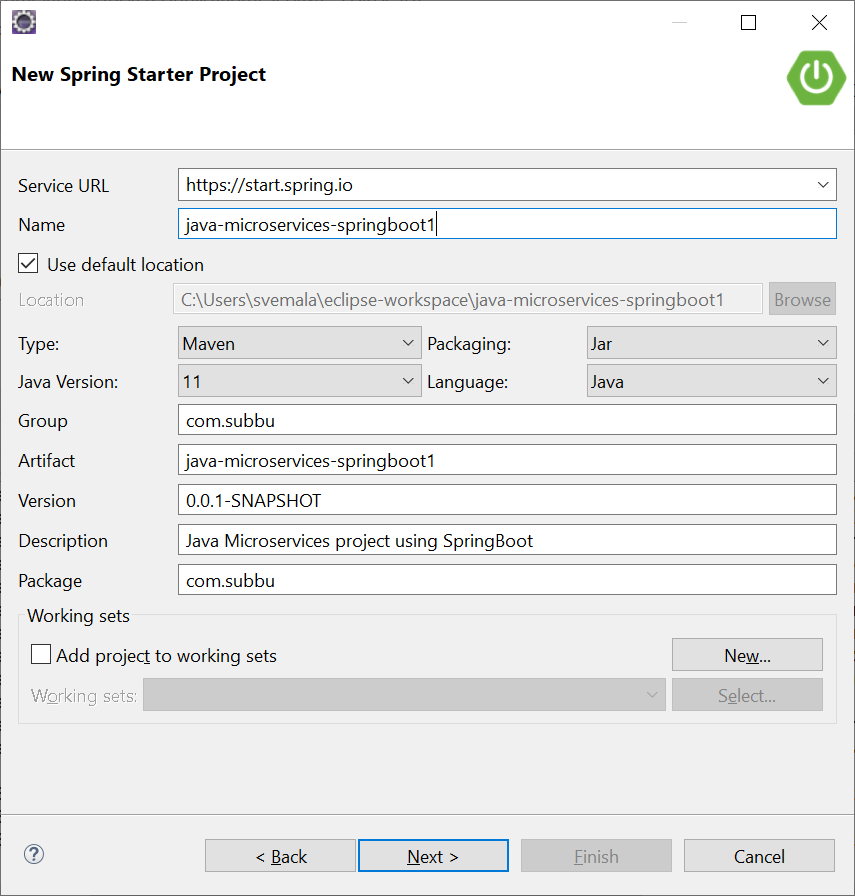 New Spring Starter Project
Service URL https://start.spring.io
Name java-microservices-springboot1
Use default location
Location C:\Users\svemala\eclipse-workspace\java-microservices-springboot1 Browse
Type: Maven Packaging: Jar
Java Version: 11 Language: Java
Group com.subbu
Artifact java-microservices-springboot1
Version 0.0.1-SNAPSHOT
Description Java Microservices project using SpringBoot
Package com.subbu
Working sets
Add project to working sets New...
Working sets: Select...
? < Back Next > Finish Cancel